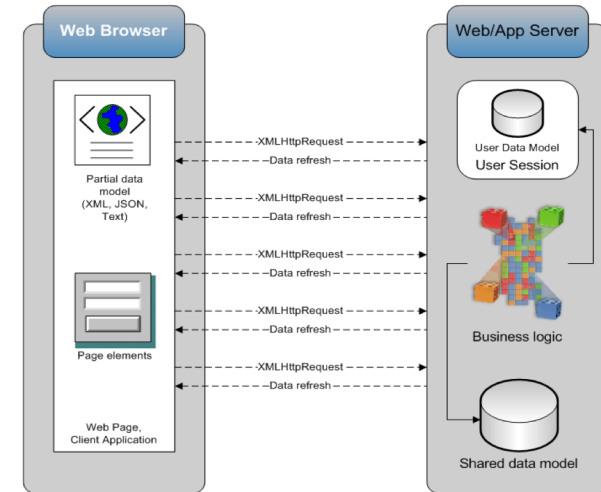 Web Browser
Partial data
model
(XML, JSON,
Text)
Page elements
Web Page,
Client Application
XMLHttpRequest
Data refresh
XMLHttpRequest
Data refresh
XMLHttpRequest
Data refresh
XMLHttpRequest
Data refresh
XMLHttpRequest
Data refresh
Web/App Server
User Data Model
User Session
Business logic
Shared data model